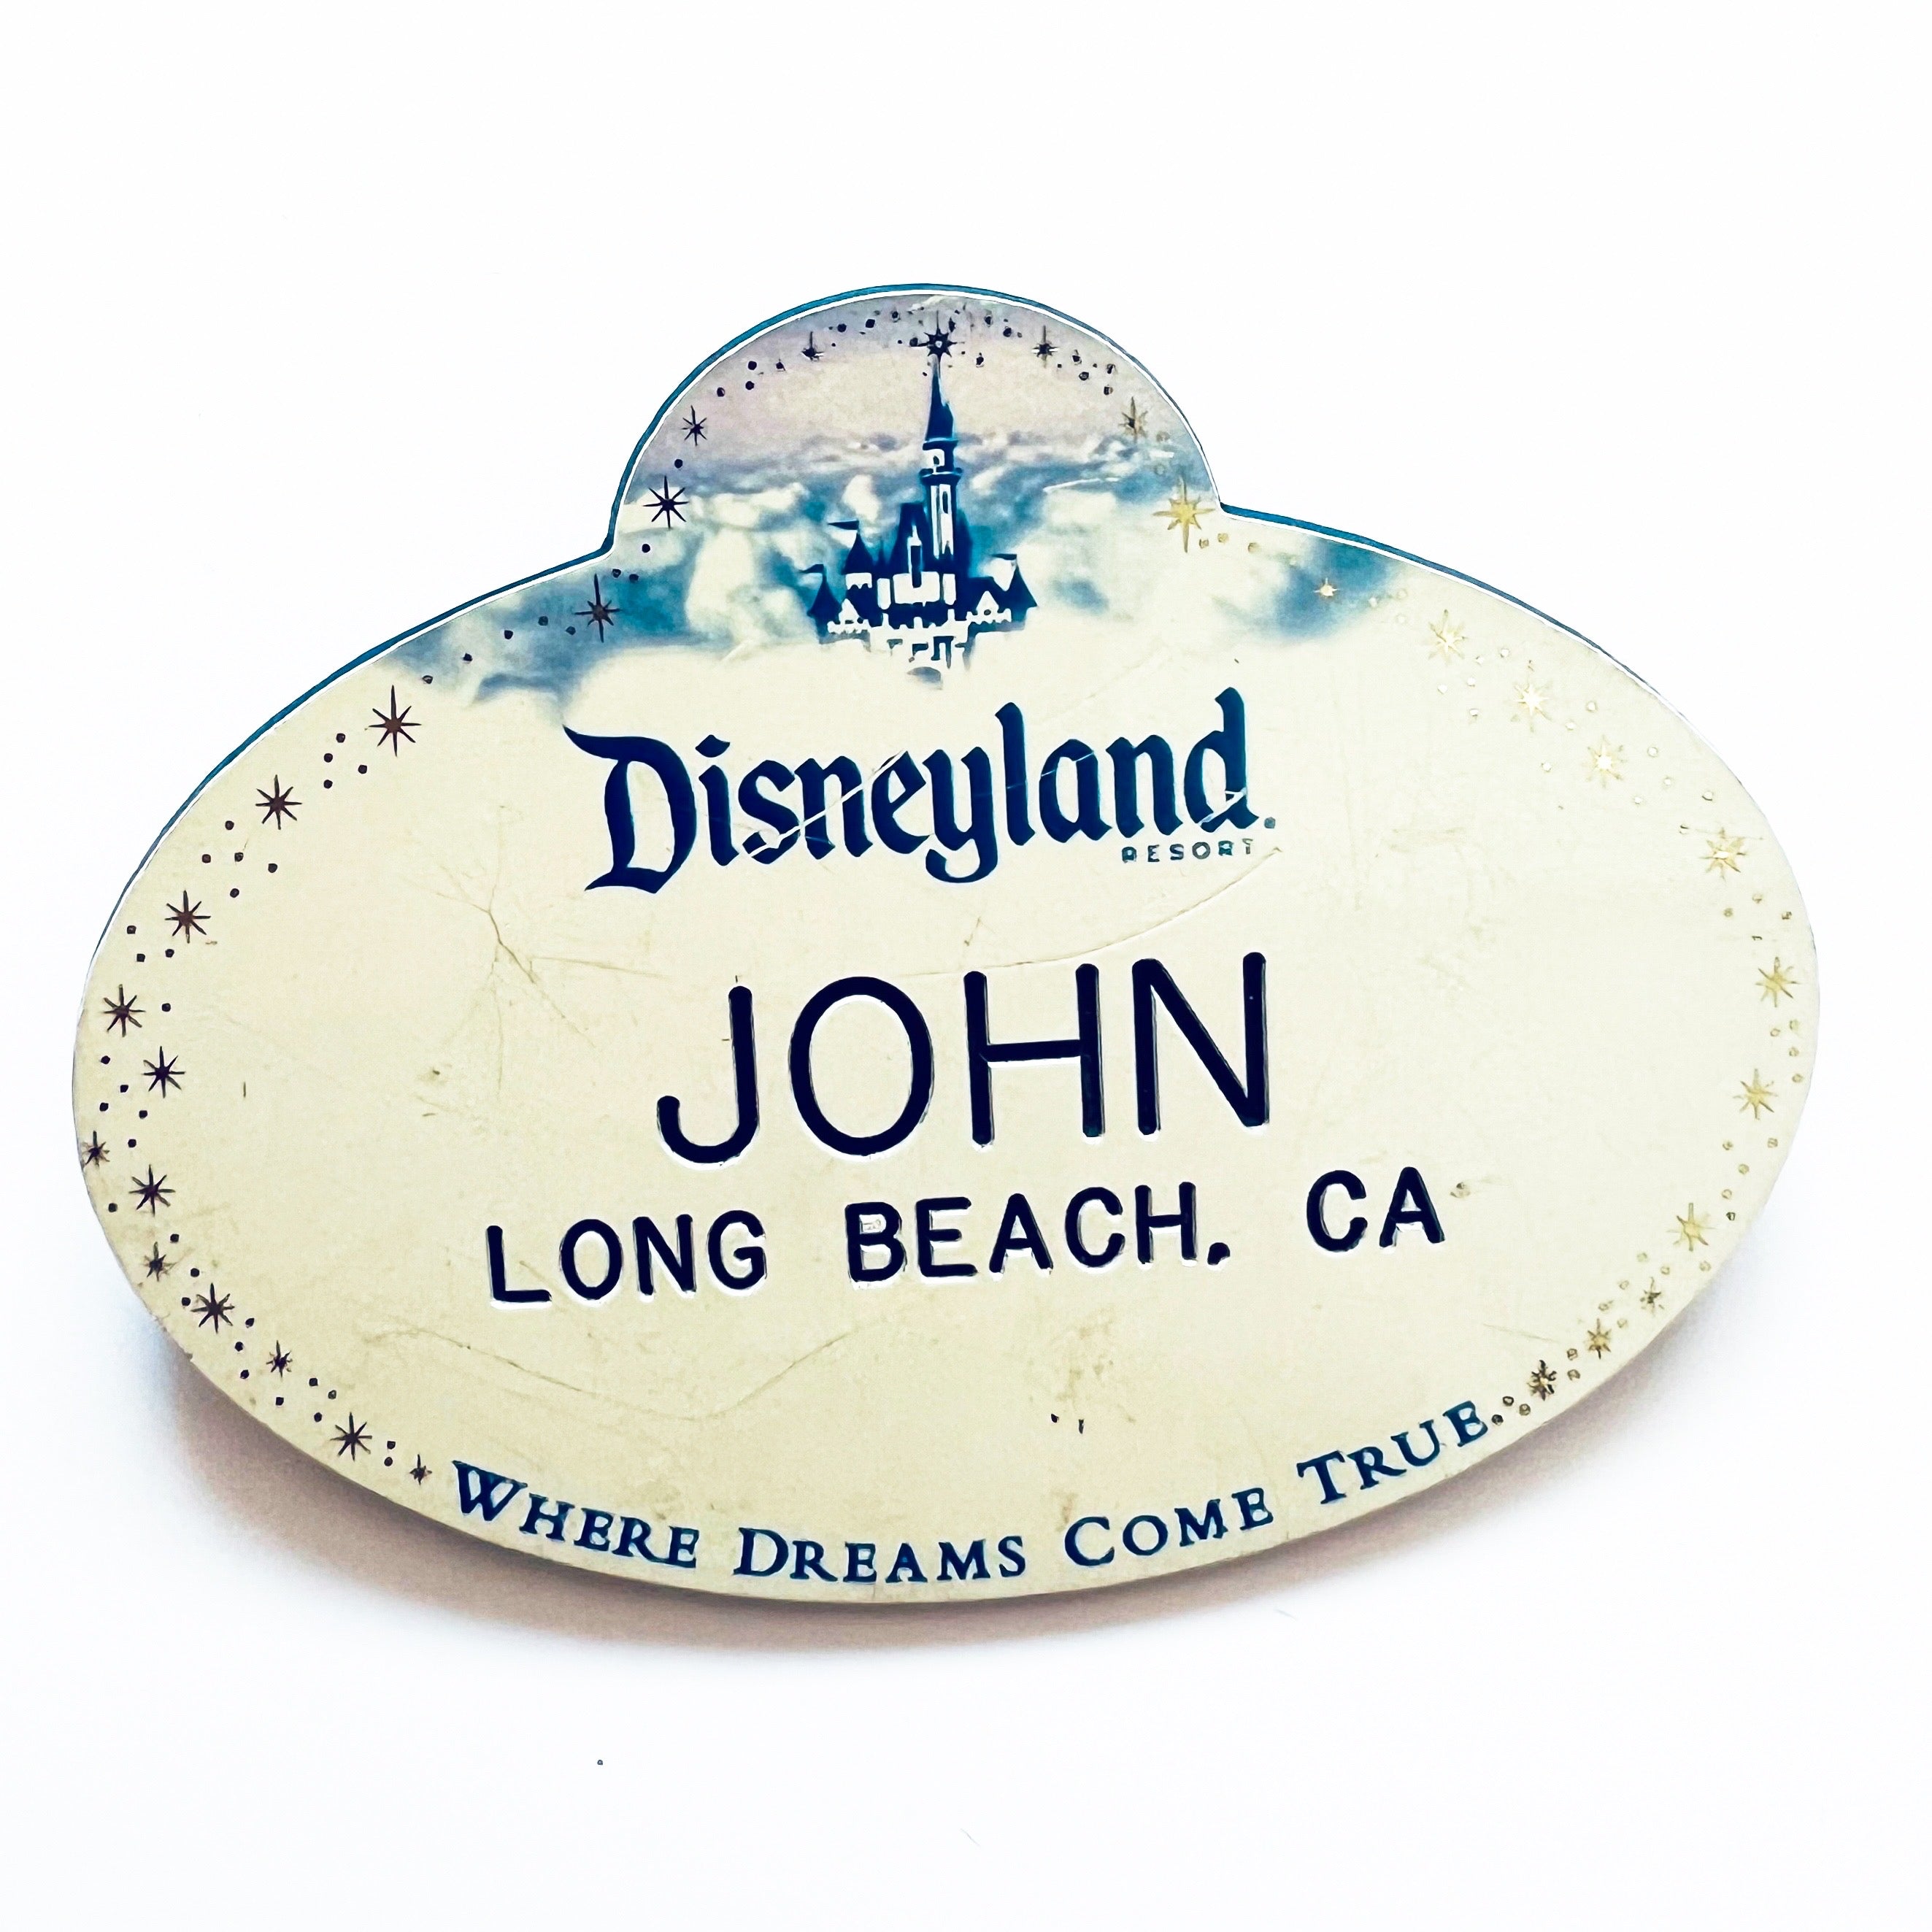 Disneyland
RESORT
JOHN
LONG BEACH, CA
WHERE DREAMS COME TRUE.